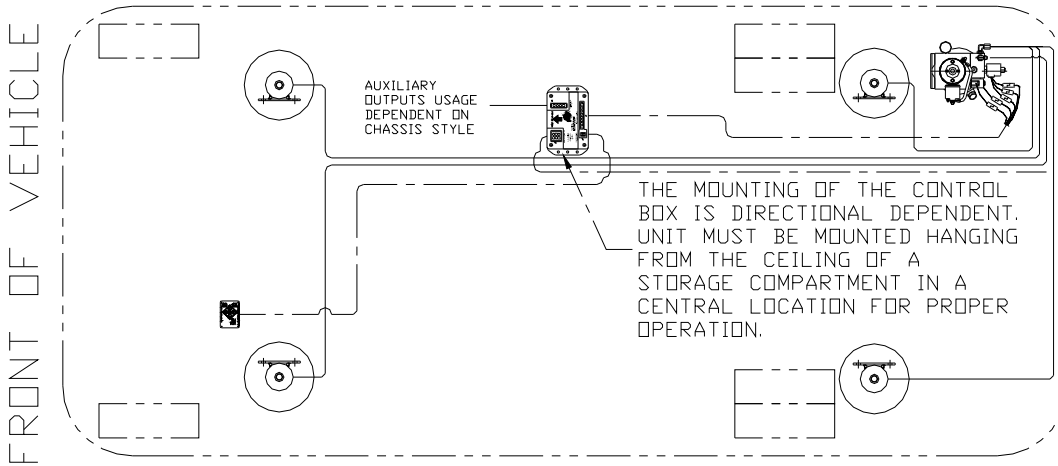 FRONT OF VEHICLE
AUXILIARY
OUTPUTS USAGE
DEPENDENT ON
CHASSIS STYLE
THE MOUNTING OF THE CONTROL
BOX IS DIRECTIONAL DEPENDENT.
UNIT MUST BE MOUNTED HANGING
FROM THE CEILING OF A
STORAGE COMPARTMENT IN A
CENTRAL LOCATION FOR PROPER
OPERATION.